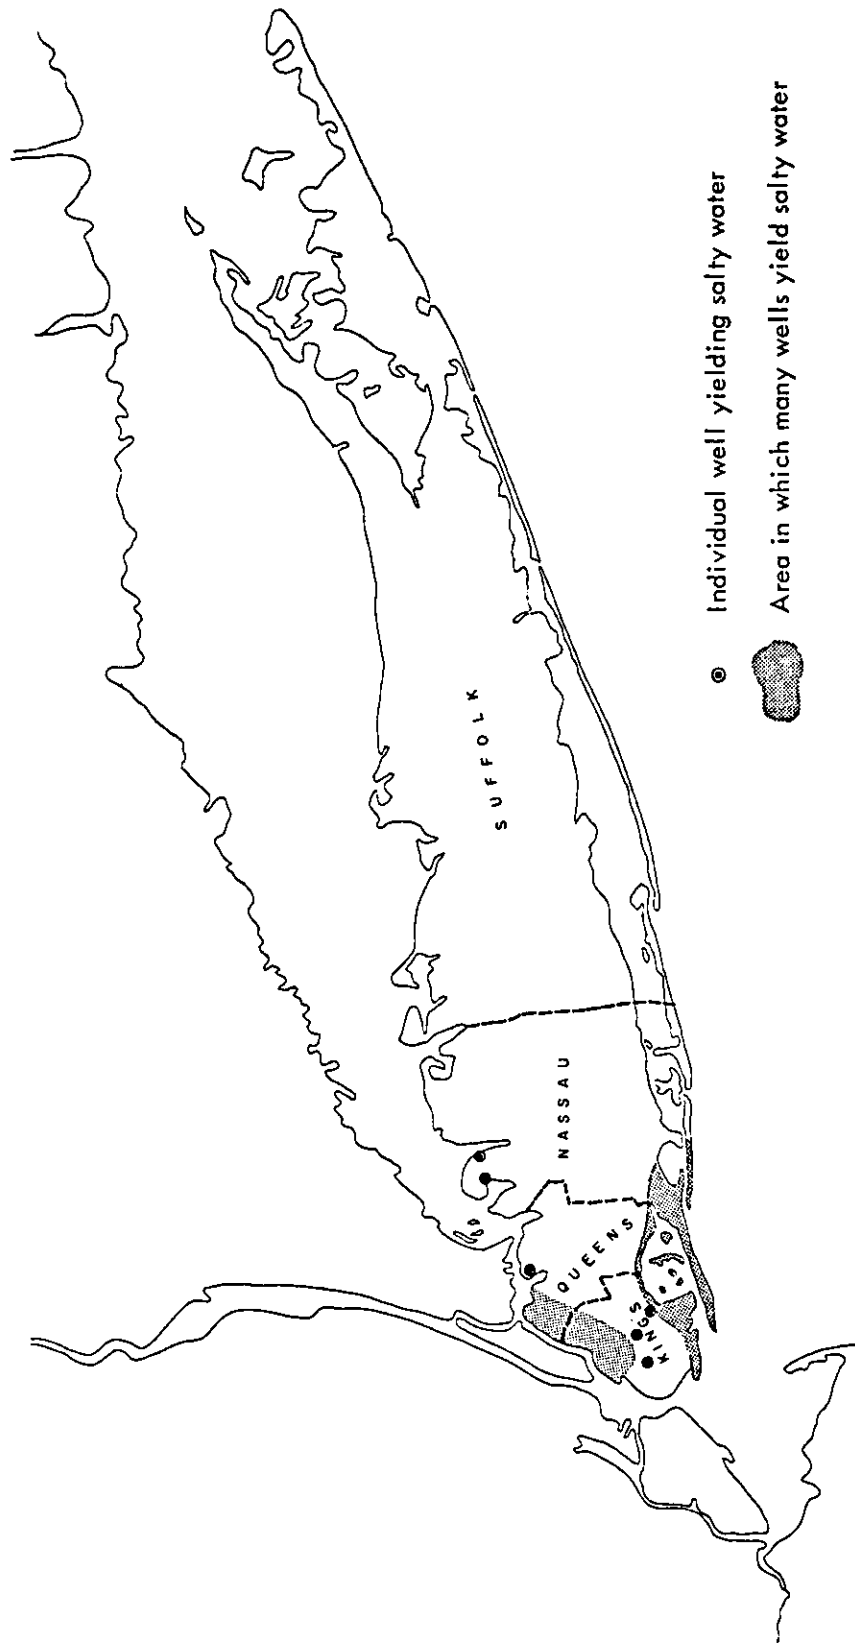 SUFFOLK
NASSAU
QUEENS
KINGS
Individual well yielding salty water
Area in which many wells yield salty water